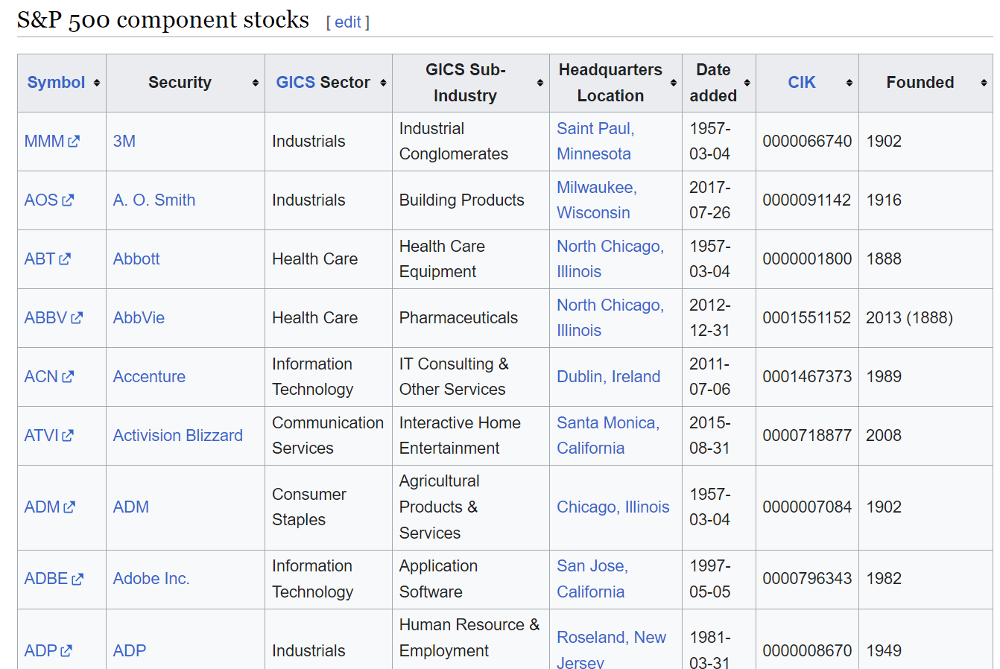 S&P 500 component stocks [ edit ]
Symbol Security GICS Sector GICS Sub-Industry Headquarters Location Date added CIK Founded
MMM 3M Industrials Industrial Conglomerates Saint Paul, Minnesota 1957-03-04 0000066740 1902
AOS A. O. Smith Industrials Building Products Milwaukee, Wisconsin 2017-07-26 0000091142 1916
ABT Abbott Health Care Health Care Equipment North Chicago, Illinois 1957-03-04 0000001800 1888
ABBV AbbVie Health Care Pharmaceuticals North Chicago, Illinois 2012-12-31 0001551152 2013 (1888)
ACN Accenture Information Technology IT Consulting & Other Services Dublin, Ireland 2011-07-06 0001467373 1989
ATVI Activision Blizzard Communication Services Interactive Home Entertainment Santa Monica, California 2015-08-31 0000718877 2008
ADM ADM Consumer Staples Agricultural Products & Services Chicago, Illinois 1957-03-04 0000007084 1902
ADBE Adobe Inc. Information Technology Application Software San Jose, California 1997-05-05 0000796343 1982
ADP ADP Industrials Human Resource & Employment Roseland, New Jersey 1981-03-31 0000008670 1949